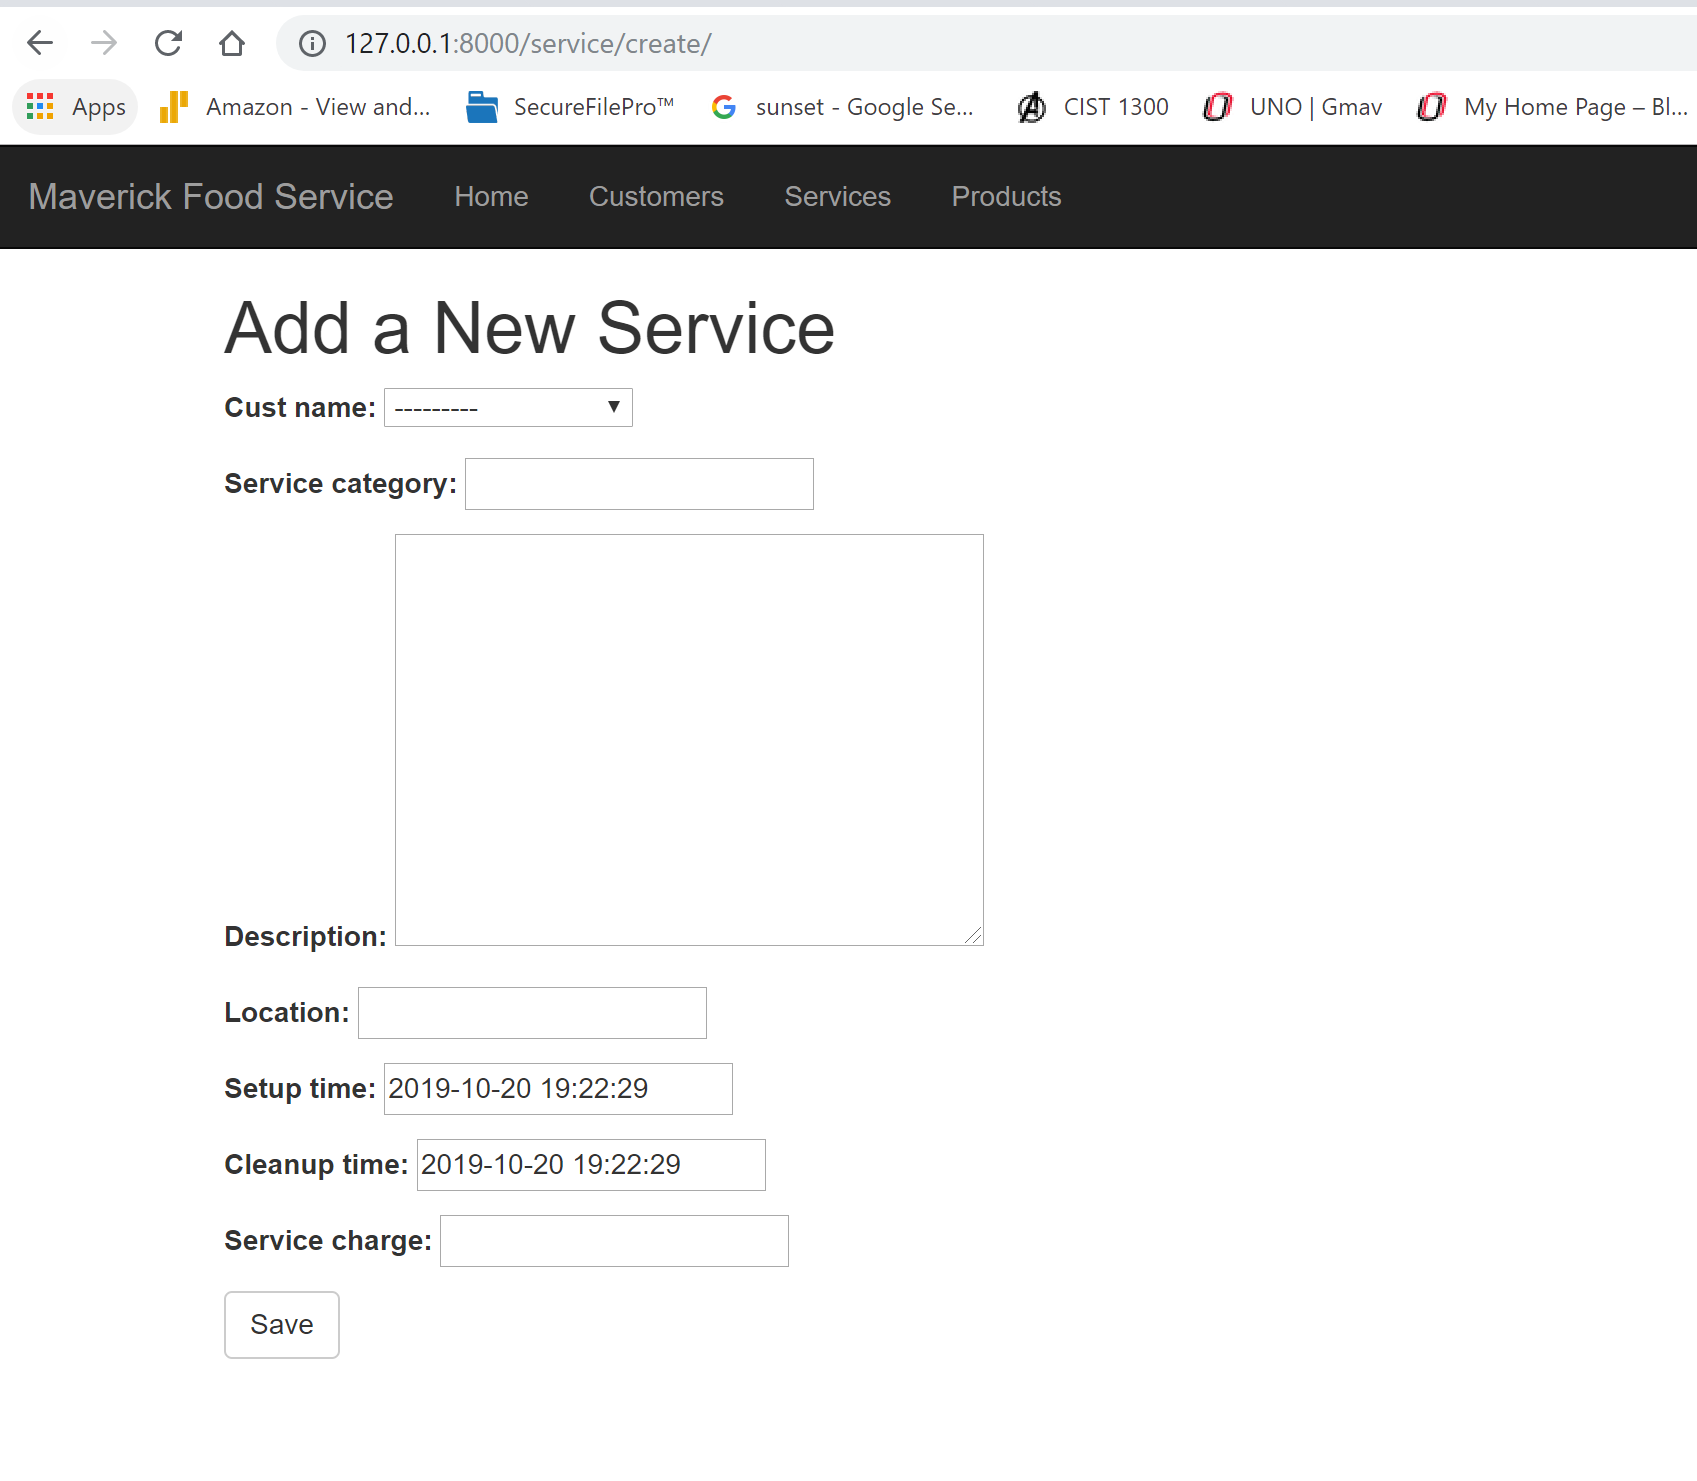 127.0.0.1:8000/service/create/
Apps Amazon - View and... SecureFilePro™ sunset - Google Se... CIST 1300 UNO | Gmav My Home Page – Bl...
Maverick Food Service Home Customers Services Products
Add a New Service
Cust name: ---------
Service category:
Description:
Location:
Setup time: 2019-10-20 19:22:29
Cleanup time: 2019-10-20 19:22:29
Service charge:
Save